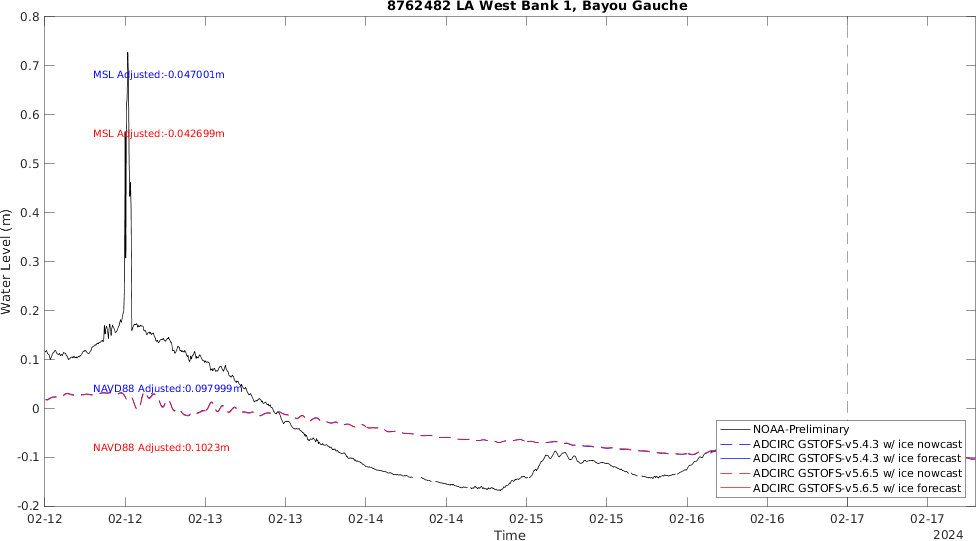 8762482 LA West Bank 1, Bayou Gauche
0.8
0.7
MSL Adjusted:-0.047001m
0.6
MSL Adjusted:-0.042699m
0.5
0.4
Water Level (m)
0.3
0.2
0.1
NAVD88 Adjusted:0.097999m
0
NAVD88 Adjusted:0.1023m
-0.1
-0.2
NOAA-Preliminary
ADCIRC GSTOFS-v5.4.3 w/ ice nowcast
ADCIRC GSTOFS-v5.4.3 w/ ice forecast
ADCIRC GSTOFS-v5.6.5 w/ ice nowcast
ADCIRC GSTOFS-v5.6.5 w/ ice forecast
02-12 02-12 02-13 02-13 02-14 02-14 02-15 02-15 02-16 02-16 02-17 02-17
Time
2024